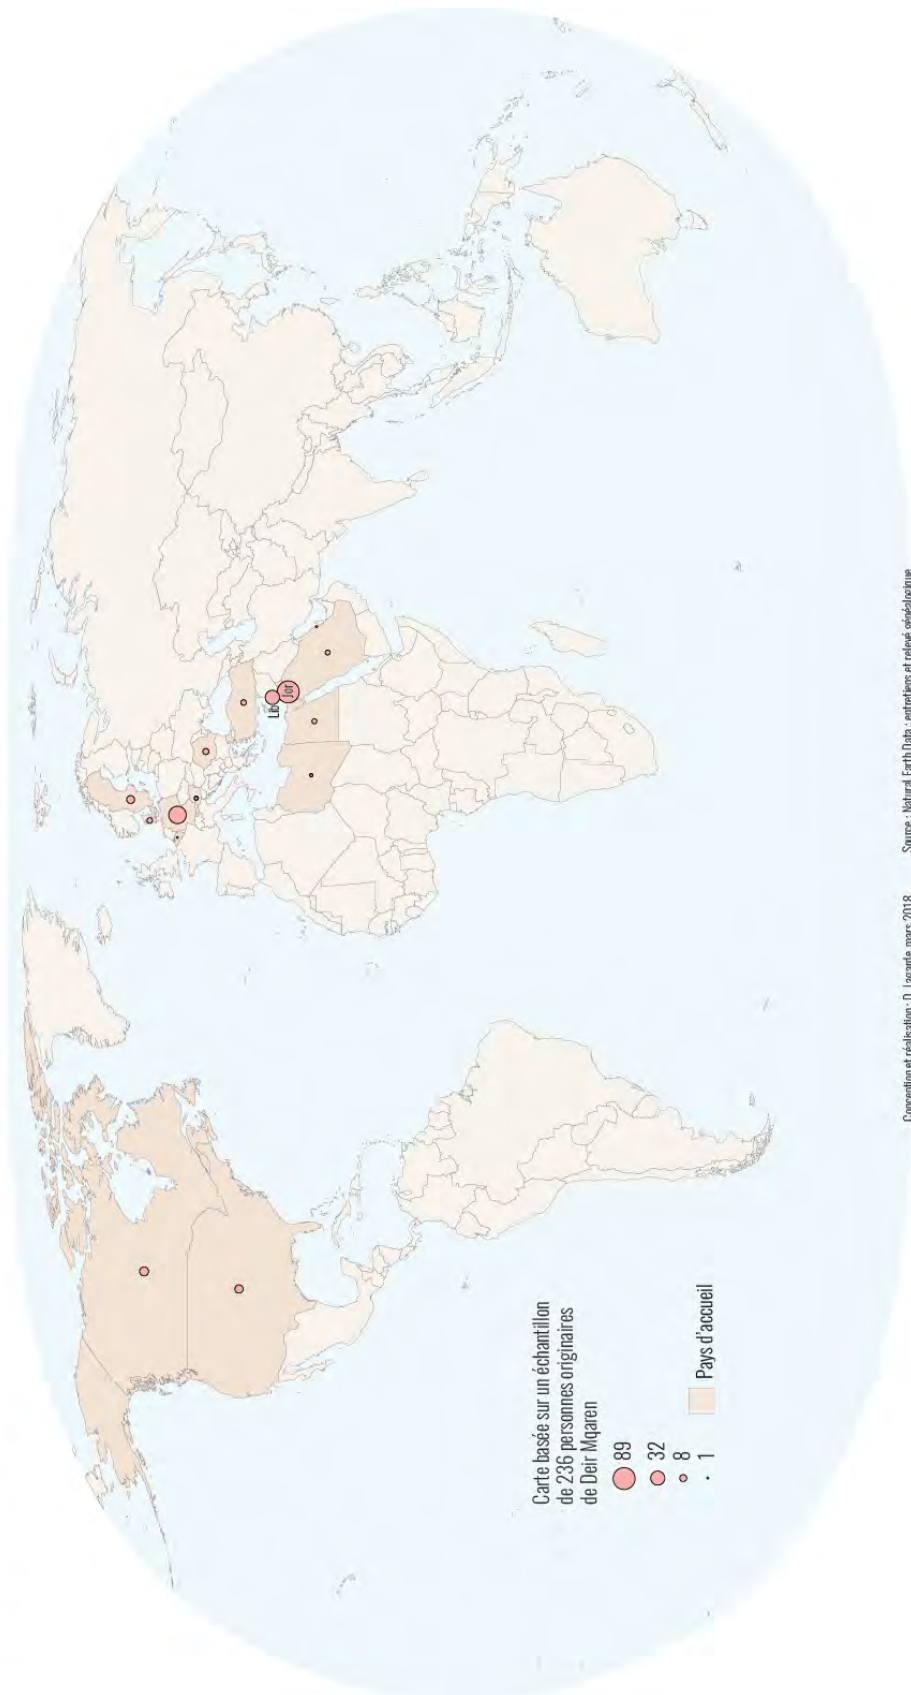 Lib
Jor
Carte basée sur un échantillon
de 236 personnes originaires
de Deir Mqaren
89
32
8
1
Pays d'accueil
Conception et réalisation : D. Lagarde, mars 2018
Source : Natural Earth Data ; entretiens et relevé généalogique